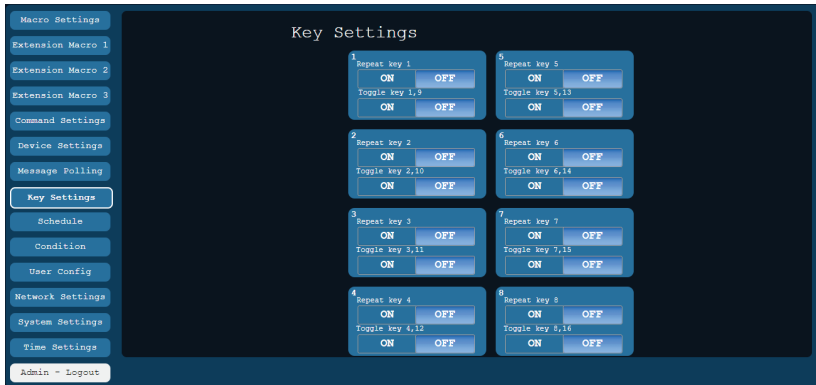 Macro Settings
Extension Macro 1
Extension Macro 2
Extension Macro 3
Command Settings
Device Settings
Message Polling
Key Settings
Schedule
Condition
User Config
Network Settings
System Settings
Time Settings
Admin - Logout
Key Settings
1
Repeat key 1
ON OFF
Toggle key 1,9
ON OFF
5
Repeat key 5
ON OFF
Toggle key 5,13
ON OFF
2
Repeat key 2
ON OFF
Toggle key 2,10
ON OFF
6
Repeat key 6
ON OFF
Toggle key 6,14
ON OFF
3
Repeat key 3
ON OFF
Toggle key 3,11
ON OFF
7
Repeat key 7
ON OFF
Toggle key 7,15
ON OFF
4
Repeat key 4
ON OFF
Toggle key 4,12
ON OFF
8
Repeat key 8
ON OFF
Toggle key 8,16
ON OFF